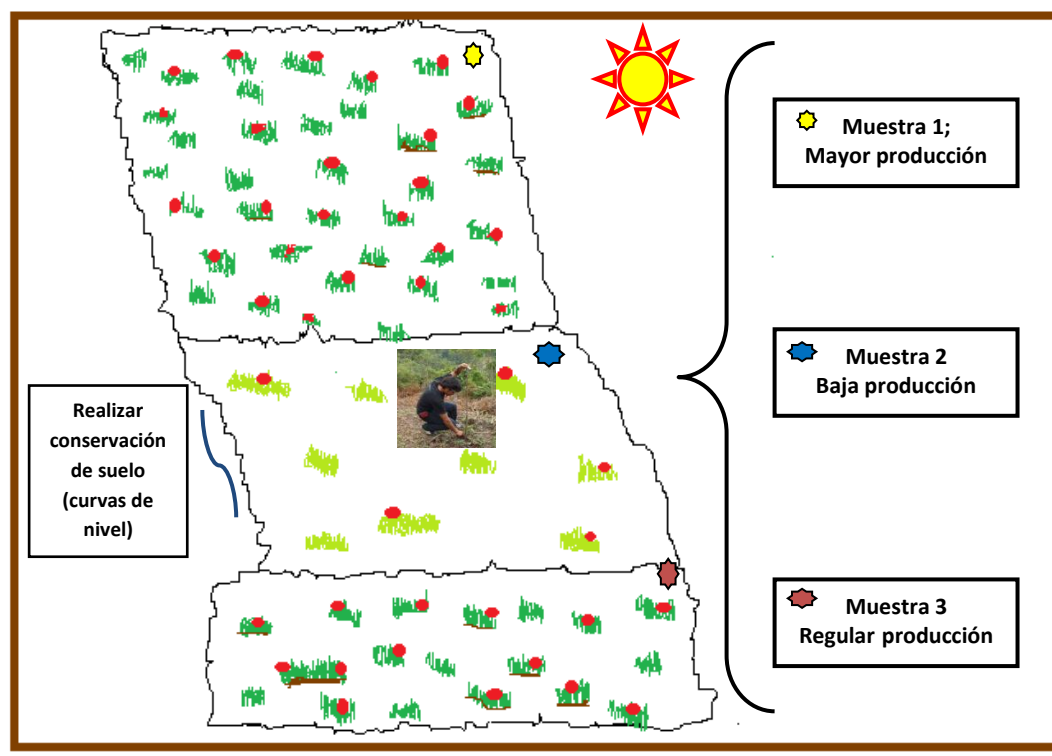 Muestra 1;
Mayor producción
Muestra 2
Baja producción
Realizar
conservación
de suelo
(curvas de
nivel)
Muestra 3
Regular producción